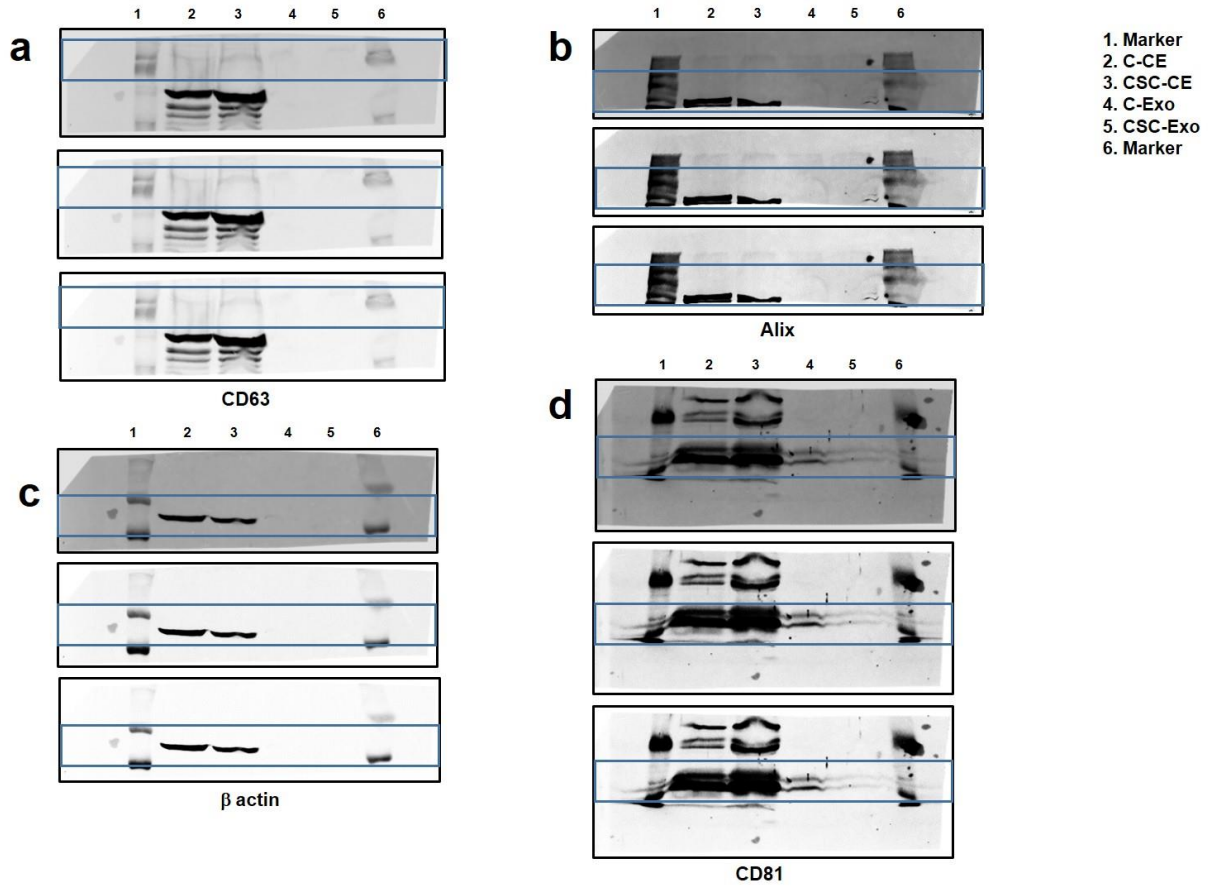 1 2 3 4 5 6
a
CD63
1 2 3 4 5 6
b
Alix
1. Marker
2. C-CE
3. CSC-CE
4. C-Exo
5. CSC-Exo
6. Marker
1 2 3 4 5 6
c
β actin
1 2 3 4 5 6
d
CD81